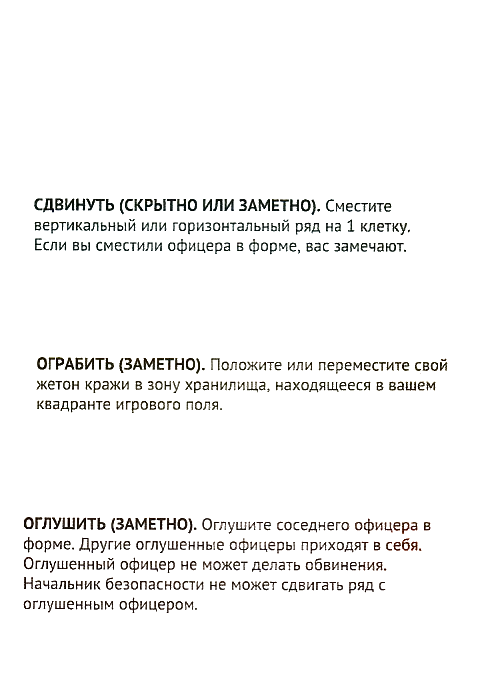 СДВИНУТЬ (СКРЫТНО ИЛИ ЗАМЕТНО). Сместите
вертикальный или горизонтальный ряд на 1 клетку.
Если вы сместили офицера в форме, вас замечают.
ОГРАБИТЬ (ЗАМЕТНО). Положите или переместите свой
жетон кражи в зону хранилища, находящееся в вашем
квадранте игрового поля.
ОГЛУШИТЬ (ЗАМЕТНО). Оглушите соседнего офицера в
форме. Другие оглушенные офицеры приходят в себя.
Оглушенный офицер не может делать обвинения.
Начальник безопасности не может сдвигать ряд с
оглушенным офицером.